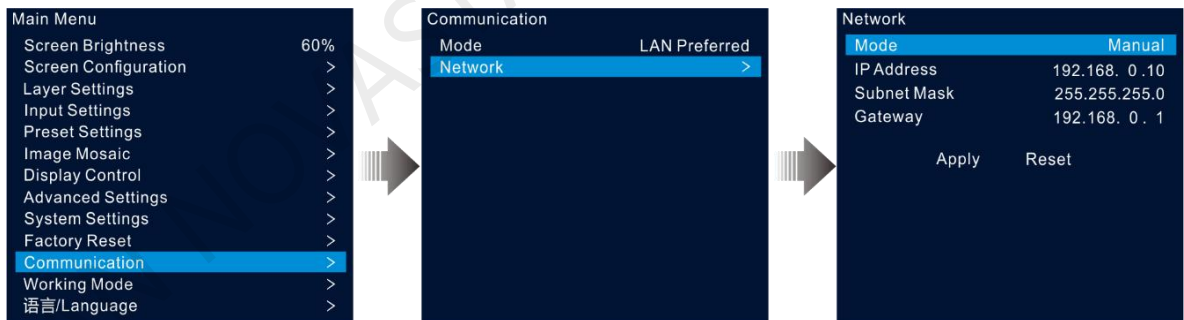 Main Menu
Screen Brightness 60%
Screen Configuration >
Layer Settings >
Input Settings >
Preset Settings >
Image Mosaic >
Display Control >
Advanced Settings >
System Settings >
Factory Reset >
Communication >
Working Mode >
语言/Language >
Communication
Mode LAN Preferred
Network >
Network
Mode Manual
IP Address 192.168. 0 .10
Subnet Mask 255.255.255.0
Gateway 192.168. 0 . 1
Apply Reset